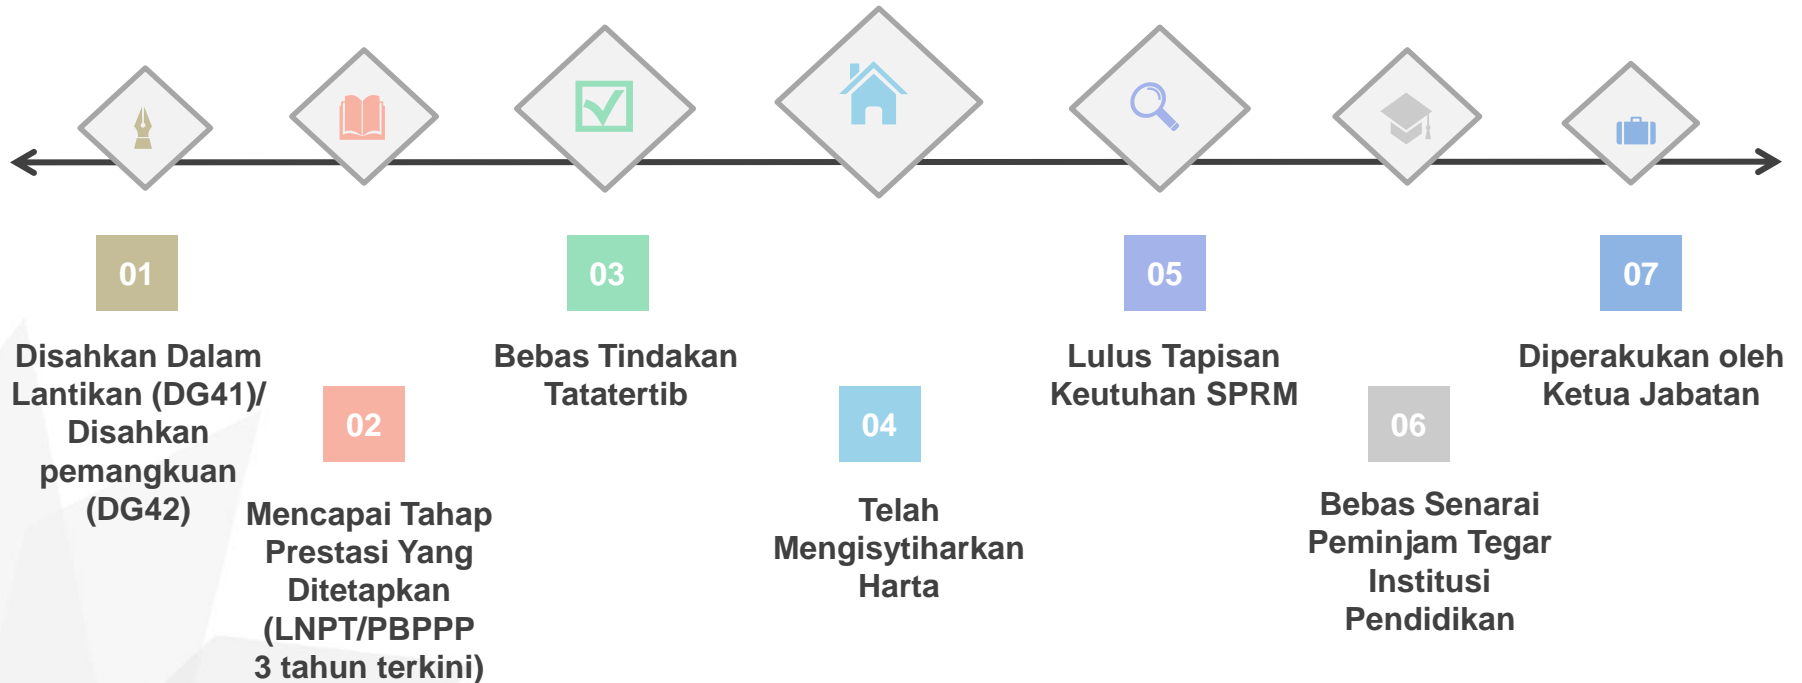 01
Disahkan Dalam
Lantikan (DG41)/
Disahkan
pemangkuan
(DG42)
02
Mencapai Tahap
Prestasi Yang
Ditetapkan
(LNPT/PBPPP
3 tahun terkini)
03
Bebas Tindakan
Tatatertib
04
Telah
Mengisytiharkan
Harta
05
Lulus Tapisan
Keutuhan SPRM
06
Bebas Senarai
Peminjam Tegar
Institusi
Pendidikan
07
Diperakukan oleh
Ketua Jabatan